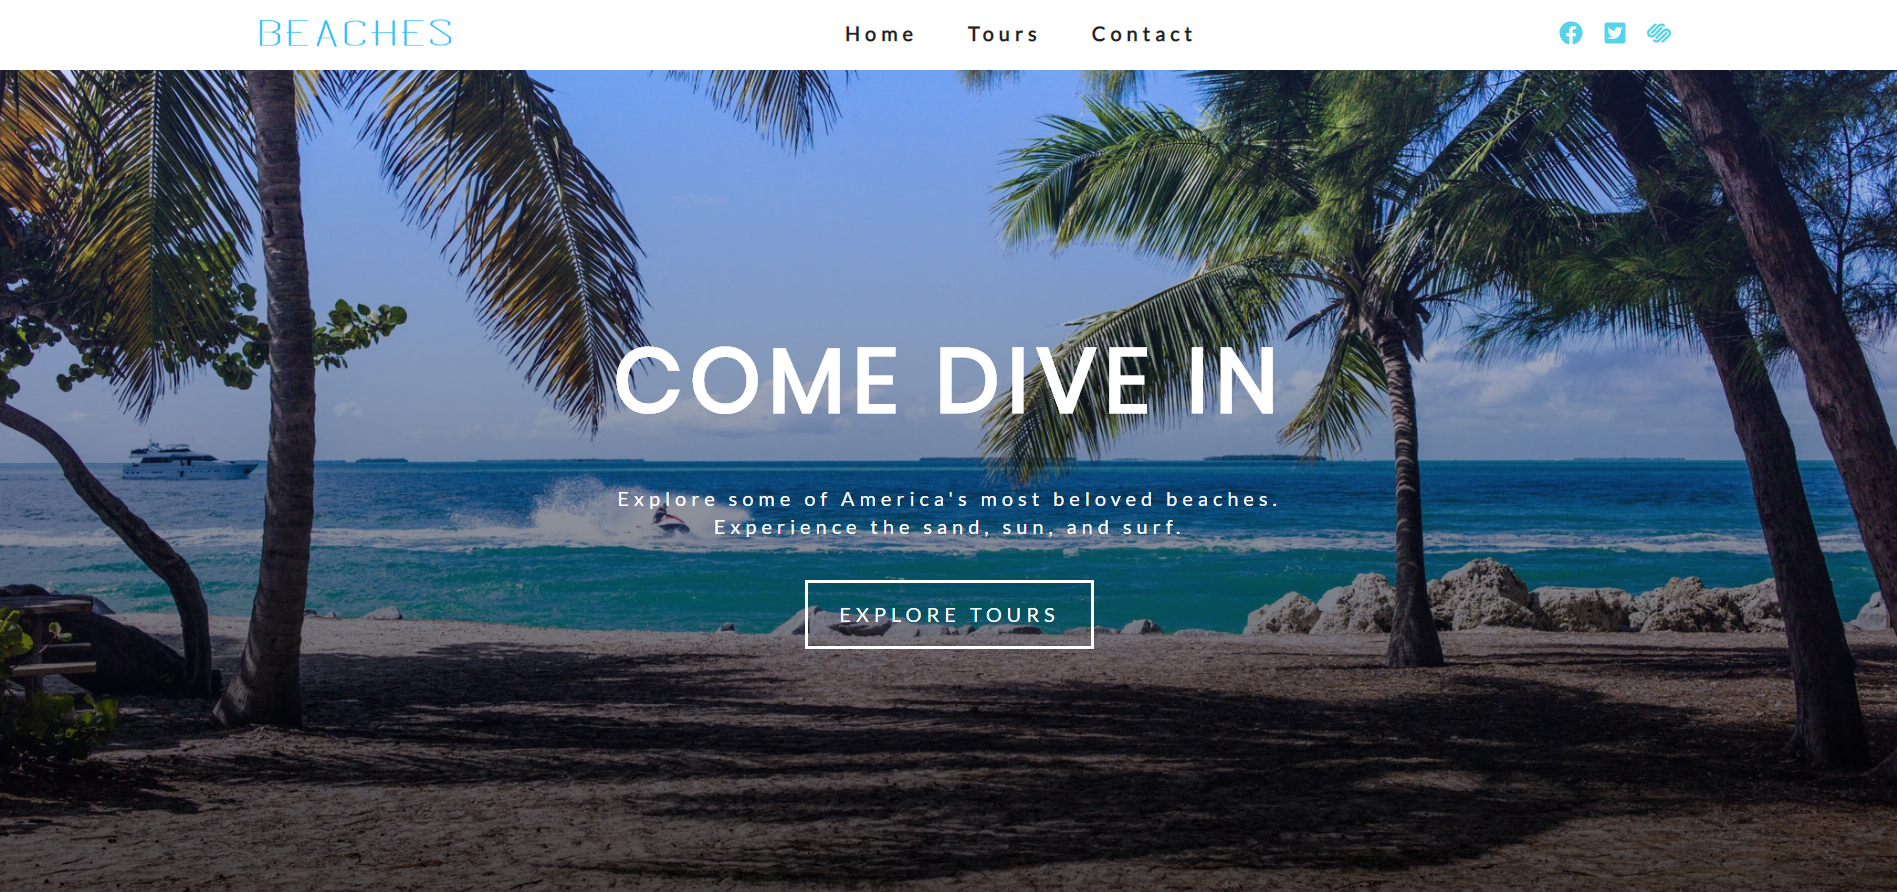 BEACHES
Home Tours Contact
COME DIVE IN
Explore some of America's most beloved beaches.
Experience the sand, sun, and surf.
EXPLORE TOURS